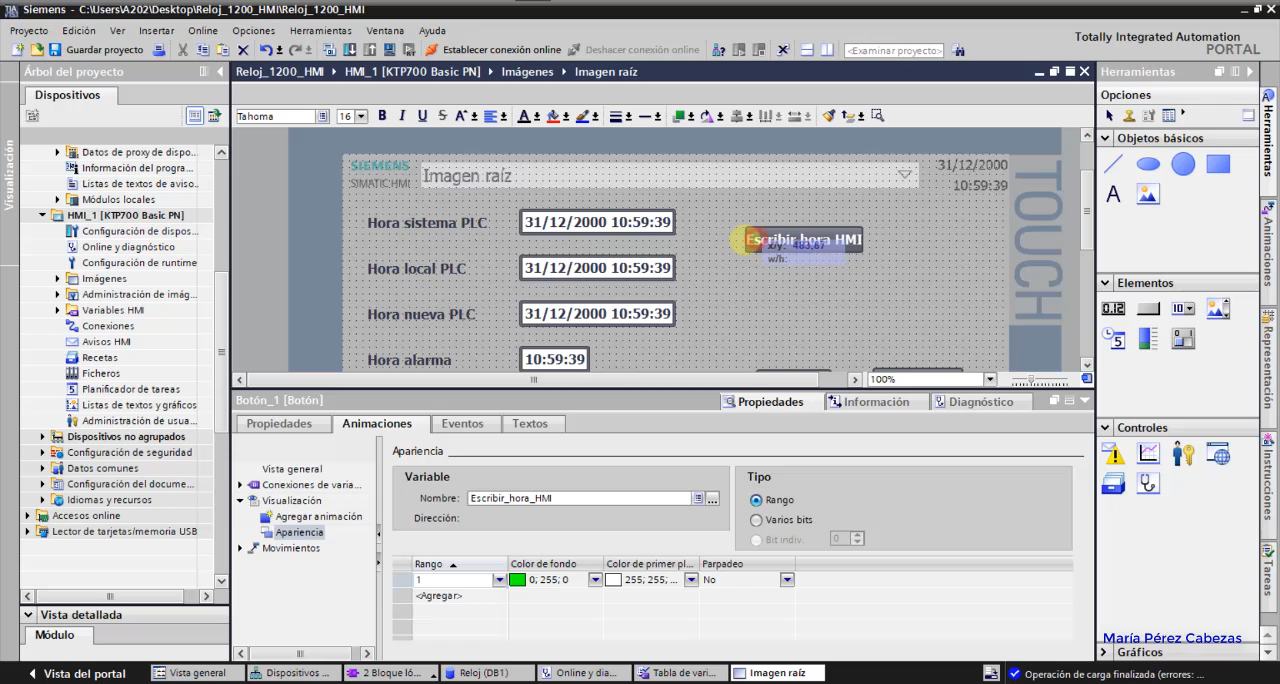 Siemens - C:\Users\A202\Desktop\Reloj_1200_HMI\Reloj_1200_HMI
Proyecto Edición Ver Insertar Online Opciones Herramientas Ventana Ayuda
Totally Integrated Automation
PORTAL
Guardar proyecto
Establecer conexión online
Deshacer conexión online
<Examinar proyecto>
Árbol del proyecto
Reloj_1200_HMI
HMI_1 [KTP700 Basic PN]
Imágenes
Imagen raíz
Herramientas
Dispositivos
Opciones
Visualización
Tahoma
16
Datos de proxy de dispo...
Información del progra...
Listas de textos de aviso...
Módulos locales
HMI_1 [KTP700 Basic PN]
Configuración de dispos...
Online y diagnóstico
Configuración de runtime
Imágenes
Administración de imág...
Variables HMI
Conexiones
Avisos HMI
Recetas
Ficheros
Planificador de tareas
Listas de textos y gráficos
Administración de usua...
Dispositivos no agrupados
Configuración de seguridad
Datos comunes
Configuración del docume...
Idiomas y recursos
Accesos online
Lector de tarjetas/memoria USB
Vista detallada
Módulo
SIEMENS
SIMATIC HMI
Imagen raíz
31/12/2000
10:59:39
TOUCH
Hora sistema PLC
31/12/2000 10:59:39
Escribir hora HMI
x/y: 483,87
w/h:
Hora local PLC
31/12/2000 10:59:39
Hora nueva PLC
31/12/2000 10:59:39
Hora alarma
10:59:39
100%
Botón_1 [Botón]
Propiedades
Información
Diagnóstico
Propiedades
Animaciones
Eventos
Textos
Vista general
Conexiones de varia...
Visualización
Agregar animación
Apariencia
Movimientos
Apariencia
Variable
Nombre:
Escribir_hora_HMI
Dirección:
Tipo
Rango
Varios bits
Bit indiv.
0
Rango
Color de fondo
Color de primer pl...
Parpadeo
1
0; 255; 0
255; 255; ...
No
<Agregar>
Objetos básicos
A
Elementos
0.12
10
5
0 1
Controles
María Pérez Cabezas
Gráficos
Herramientas
Animaciones
Librerías
Instrucciones
Tareas
Vista del portal
Vista general
Dispositivos ...
2 Bloque ló...
Reloj (DB1)
Online y dia...
Tabla de vari...
Imagen raíz
Operación de carga finalizada (errores: ...